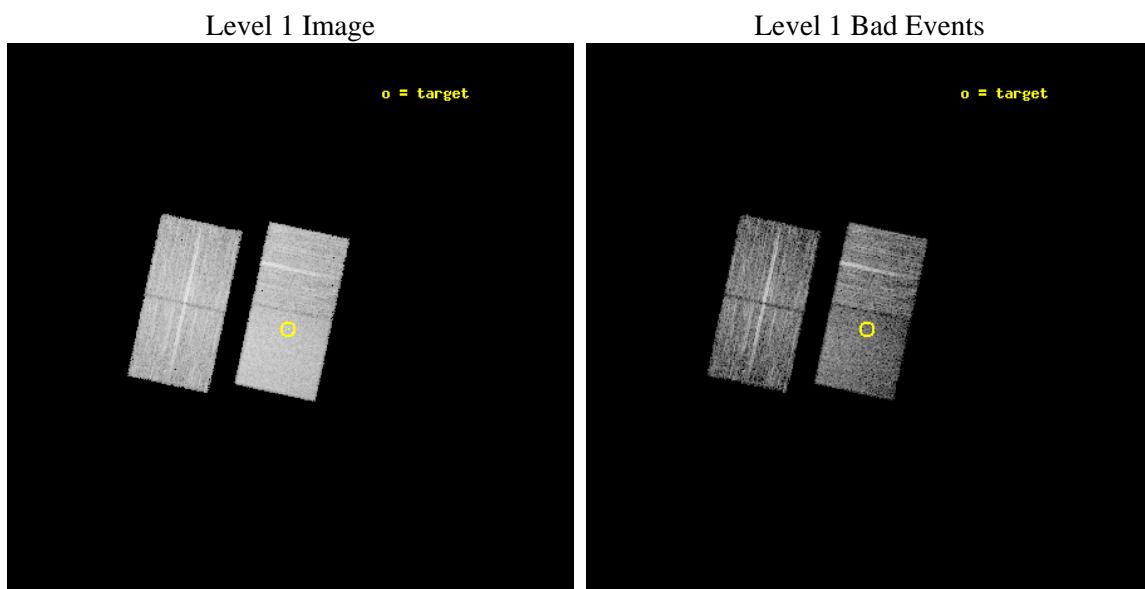 Level 1 Image
Level 1 Bad Events
o = target
o = target